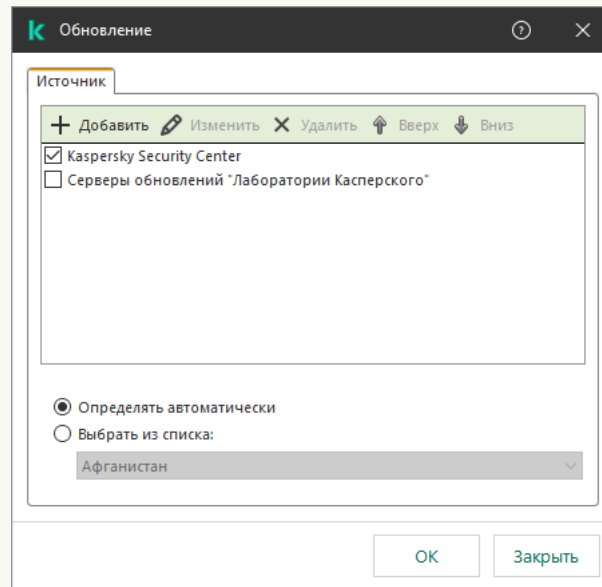 Обновление
Источник
Добавить Изменить Удалить Вверх Вниз
Kaspersky Security Center
Серверы обновлений "Лаборатории Касперского"
Определять автоматически
Выбрать из списка:
Афганистан
ОК Закрыть